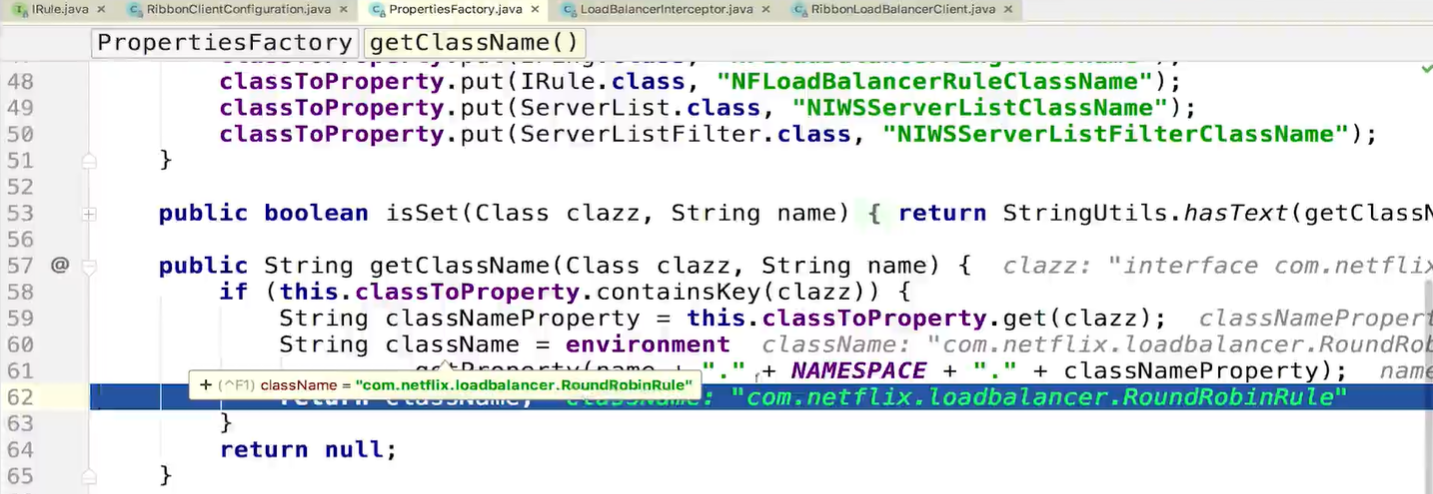 IRule.java × RibbonClientConfiguration.java × PropertiesFactory.java × LoadBalancerInterceptor.java × RibbonLoadBalancerClient.java ×
PropertiesFactory getClassName()
48 classToProperty.put(IRule.class, "NFLoadBalancerRuleClassName");
49 classToProperty.put(ServerList.class, "NIWSServerListClassName");
50 classToProperty.put(ServerListFilter.class, "NIWSServerListFilterClassName");
51 }
52
53 public boolean isSet(Class clazz, String name) { return StringUtils.hasText(getClassN
56
57 @ public String getClassName(Class clazz, String name) { clazz: "interface com.netflix
58 if (this.classToProperty.containsKey(clazz)) {
59 String classNameProperty = this.classToProperty.get(clazz); classNamePropert
60 String className = environment className: "com.netflix.loadbalancer.RoundRob
61 "." + NAMESPACE + "." + classNameProperty); name
+ (^F1) className = "com.netflix.loadbalancer.RoundRobinRule"
62 "com.netflix.loadbalancer.RoundRobinRule"
63 }
64 return null;
65 }